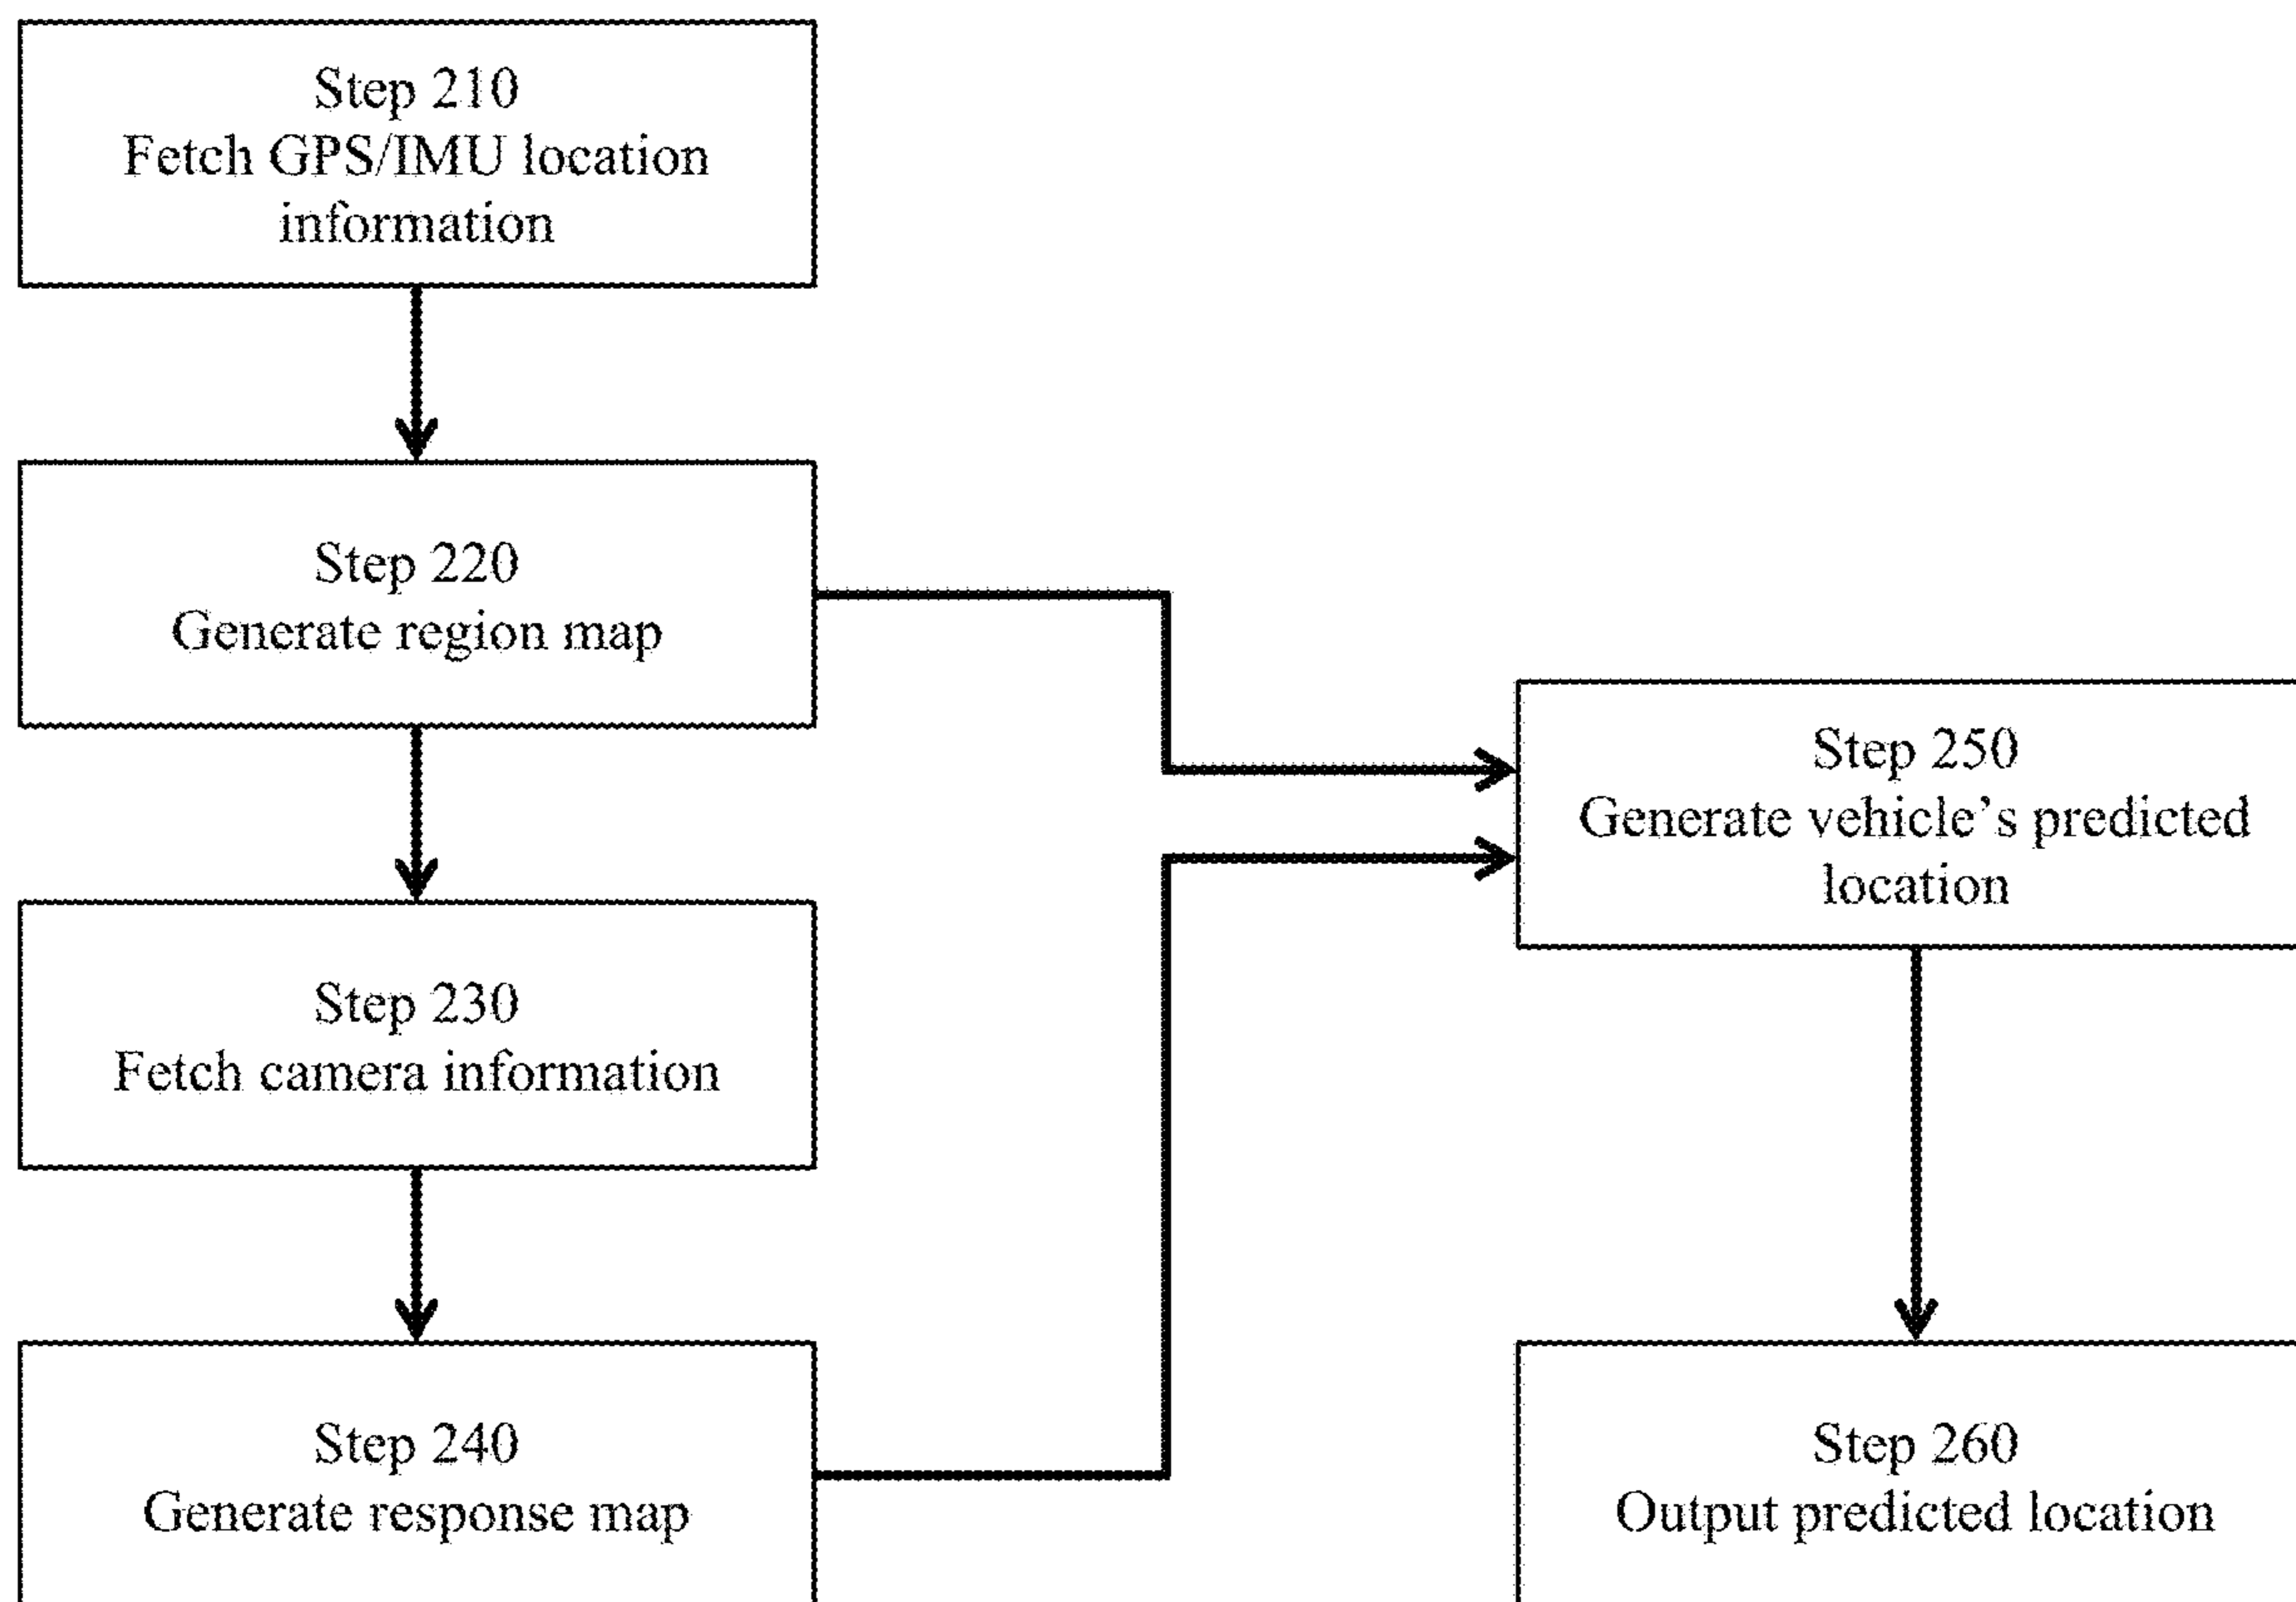 Step 210
Fetch GPS/IMU location
information
Step 220
Generate region map
Step 230
Fetch camera information
Step 240
Generate response map
Step 250
Generate vehicle's predicted
location
Step 260
Output predicted location